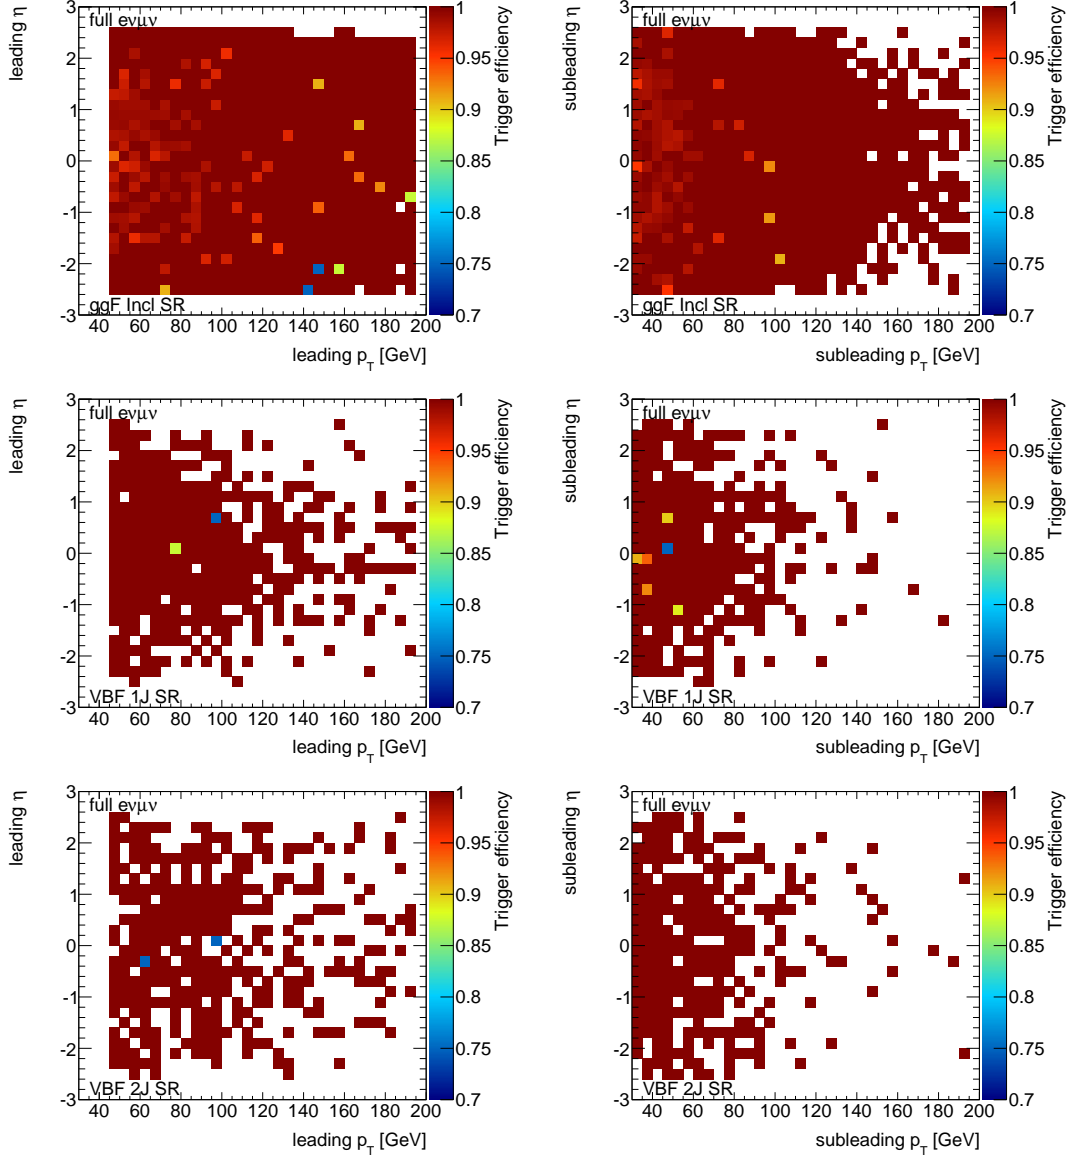 leading η
3
2
1
0
-1
-2
-3
full eνμν
ggF Incl SR
40 60 80 100 120 140 160 180 200
leading p_T [GeV]
1
0.95
0.9
0.85
0.8
0.75
0.7
Trigger efficiency
subleading η
3
2
1
0
-1
-2
-3
full eνμν
ggF Incl SR
40 60 80 100 120 140 160 180 200
subleading p_T [GeV]
1
0.95
0.9
0.85
0.8
0.75
0.7
Trigger efficiency
leading η
3
2
1
0
-1
-2
-3
full eνμν
VBF 1J SR
40 60 80 100 120 140 160 180 200
leading p_T [GeV]
1
0.95
0.9
0.85
0.8
0.75
0.7
Trigger efficiency
subleading η
3
2
1
0
-1
-2
-3
full eνμν
VBF 1J SR
40 60 80 100 120 140 160 180 200
subleading p_T [GeV]
1
0.95
0.9
0.85
0.8
0.75
0.7
Trigger efficiency
leading η
3
2
1
0
-1
-2
-3
full eνμν
VBF 2J SR
40 60 80 100 120 140 160 180 200
leading p_T [GeV]
1
0.95
0.9
0.85
0.8
0.75
0.7
Trigger efficiency
subleading η
3
2
1
0
-1
-2
-3
full eνμν
VBF 2J SR
40 60 80 100 120 140 160 180 200
subleading p_T [GeV]
1
0.95
0.9
0.85
0.8
0.75
0.7
Trigger efficiency